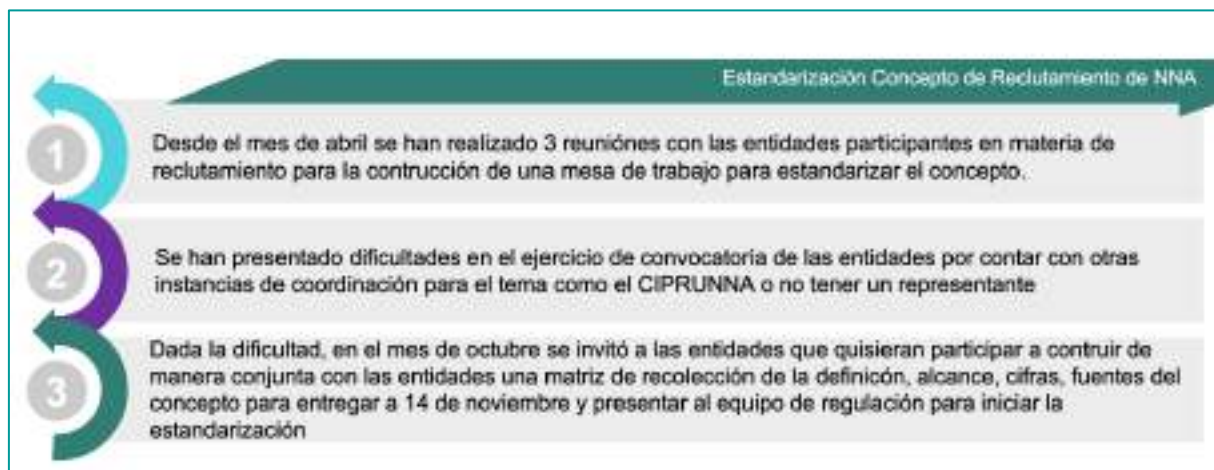 Estandarización Concepto de Reclutamiento de NNA
1
Desde el mes de abril se han realizado 3 reuniónes con las entidades participantes en materia de
reclutamiento para la contrucción de una mesa de trabajo para estandarizar el concepto.
2
Se han presentado dificultades en el ejercicio de convocatoria de las entidades por contar con otras
instancias de coordinación para el tema como el CIPRUNNA o no tener un representante
3
Dada la dificultad, en el mes de octubre se invitó a las entidades que quisieran participar a contruir de
manera conjunta con las entidades una matriz de recolección de la definicón, alcance, cifras, fuentes del
concepto para entregar a 14 de noviembre y presentar al equipo de regulación para iniciar la
estandarización